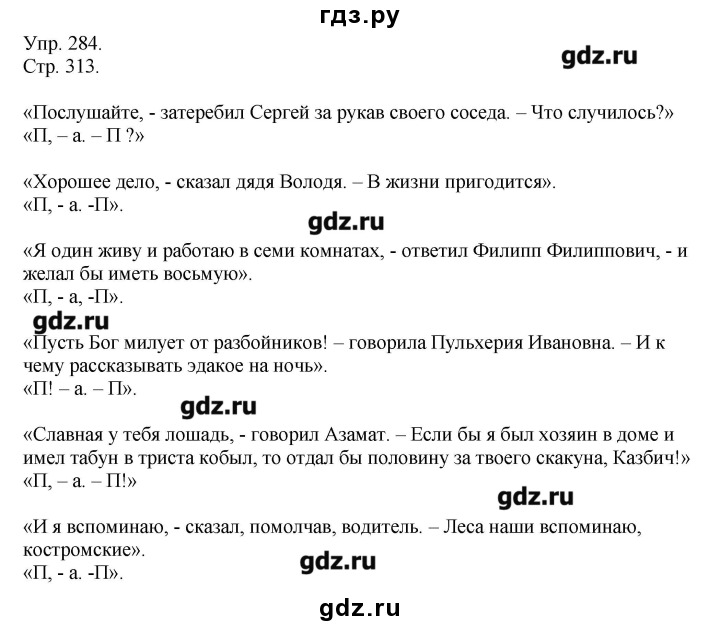 гдз.ру
Упр. 284.
gdz.ru
Стр. 313.
«Послушайте, - затеребил Сергей за рукав своего соседа. – Что случилось?»
«П, – а. – П ?»
«Хорошее дело, - сказал дядя Володя. – В жизни пригодится».
«П, - а. -П».
gdz.ru
«Я один живу и работаю в семи комнатах, - ответил Филипп Филиппович, - и
желал бы иметь восьмую».
«П, - а, -П».
gdz.ru
«Пусть Бог милует от разбойников! – говорила Пульхерия Ивановна. – И к
чему рассказывать эдакое на ночь».
«П! – а. – П».
gdz.ru
«Славная у тебя лошадь, - говорил Азамат. – Если бы я был хозяин в доме и
имел табун в триста кобыл, то отдал бы половину за твоего скакуна, Казбич!»
«П, – а. – П!»
gdz.ru
«И я вспоминаю, - сказал, помолчав, водитель. – Леса наши вспоминаю,
костромские».
gdz.ru
«П, - а. -П».
gdz.ru